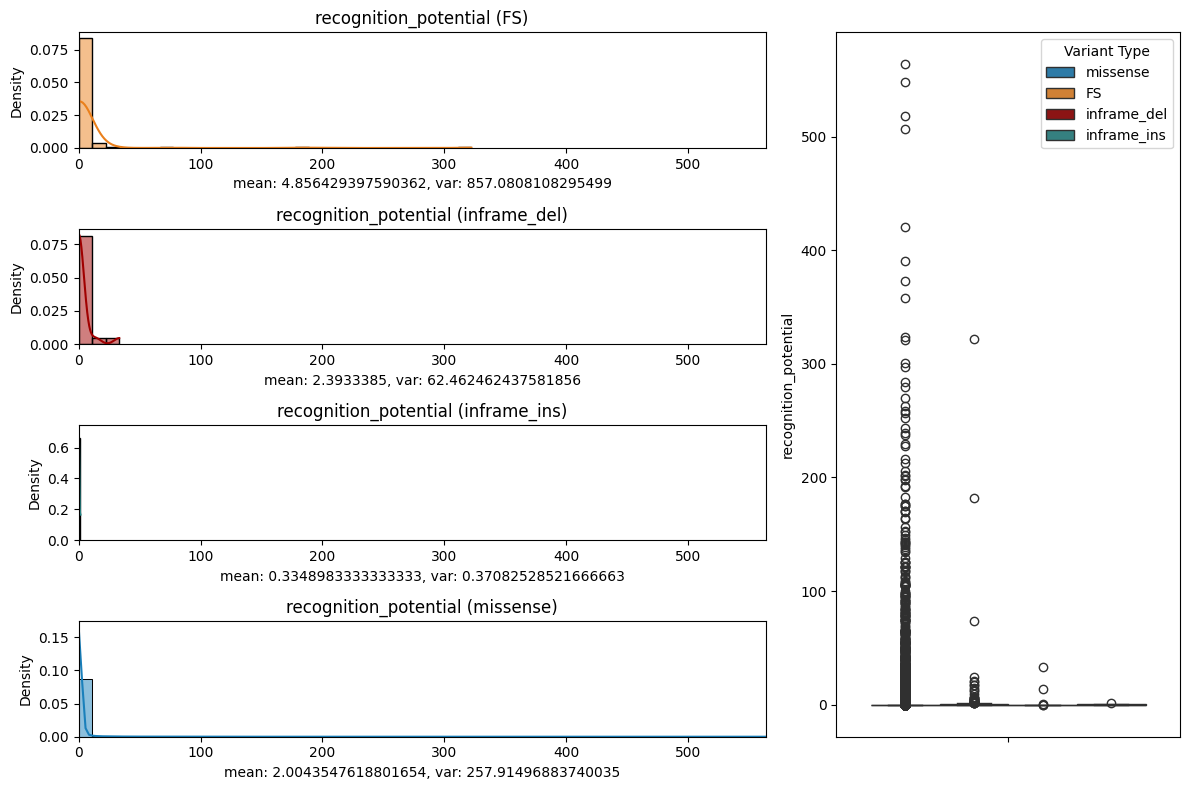 recognition_potential (FS)
Density
0.075
0.050
0.025
0.000
0 100 200 300 400 500
mean: 4.856429397590362, var: 857.0808108295499
recognition_potential (inframe_del)
Density
0.075
0.050
0.025
0.000
0 100 200 300 400 500
mean: 2.3933385, var: 62.462462437581856
recognition_potential (inframe_ins)
Density
0.6
0.4
0.2
0.0
0 100 200 300 400 500
mean: 0.3348983333333333, var: 0.37082528521666663
recognition_potential (missense)
Density
0.15
0.10
0.05
0.00
0 100 200 300 400 500
mean: 2.0043547618801654, var: 257.91496883740035
recognition_potential
500
400
300
200
100
0
Variant Type
missense
FS
inframe_del
inframe_ins